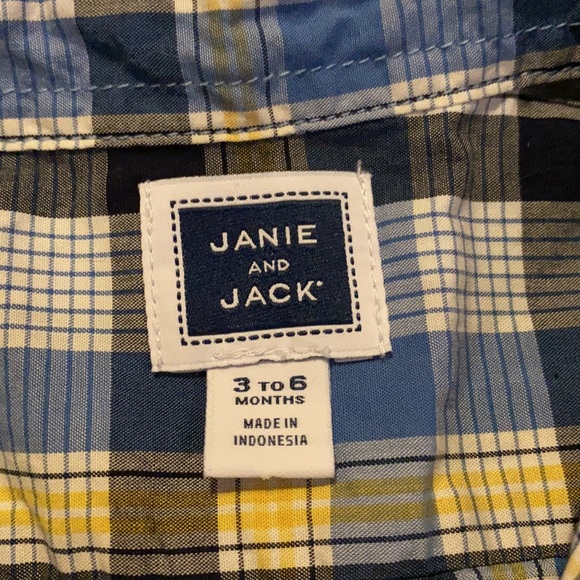 JANIE
AND
JACK
3 TO 6
MONTHS
MADE IN
INDONESIA